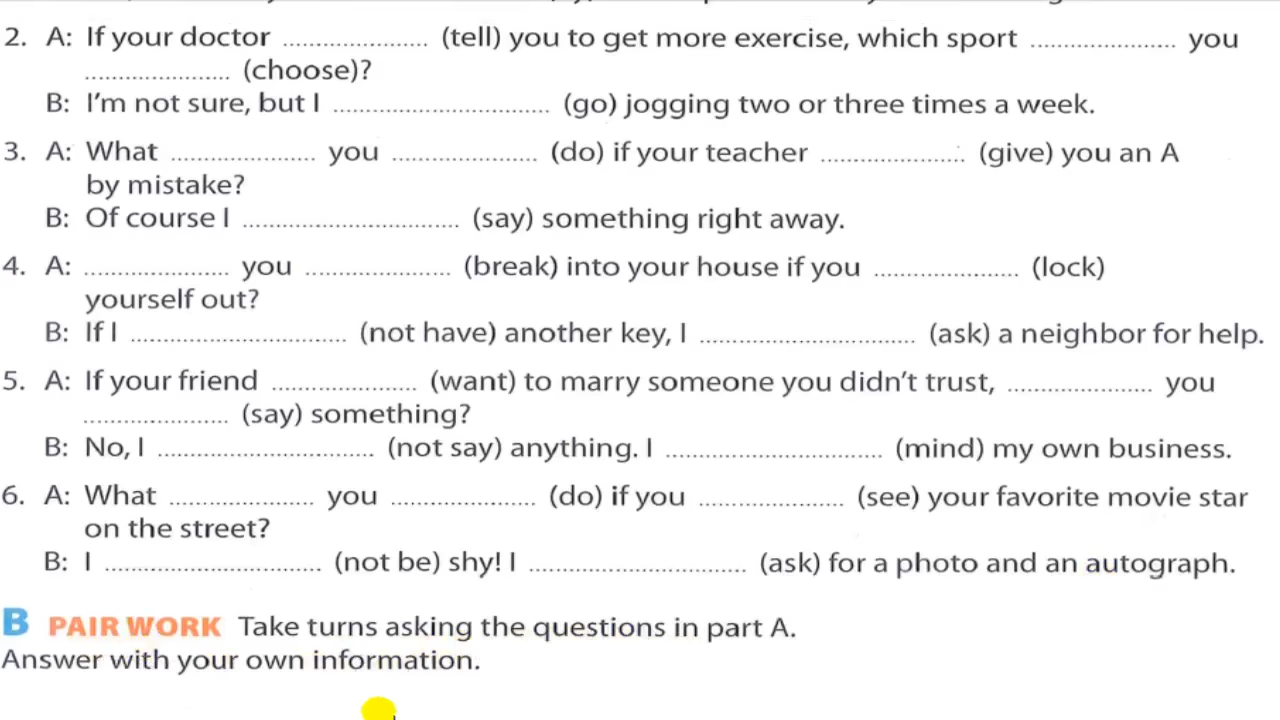 2. A: If your doctor ..................... (tell) you to get more exercise, which sport ..................... you
..................... (choose)?
B: I'm not sure, but I ................................ (go) jogging two or three times a week.
3. A: What ..................... you ..................... (do) if your teacher ..................... (give) you an A
by mistake?
B: Of course I ................................ (say) something right away.
4. A: ..................... you ..................... (break) into your house if you ..................... (lock)
yourself out?
B: If I ................................ (not have) another key, I ................................ (ask) a neighbor for help.
5. A: If your friend ..................... (want) to marry someone you didn't trust, ..................... you
..................... (say) something?
B: No, I ................................ (not say) anything. I ................................ (mind) my own business.
6. A: What ..................... you ..................... (do) if you ..................... (see) your favorite movie star
on the street?
B: I ................................ (not be) shy! I ................................ (ask) for a photo and an autograph.
B PAIR WORK Take turns asking the questions in part A.
Answer with your own information.